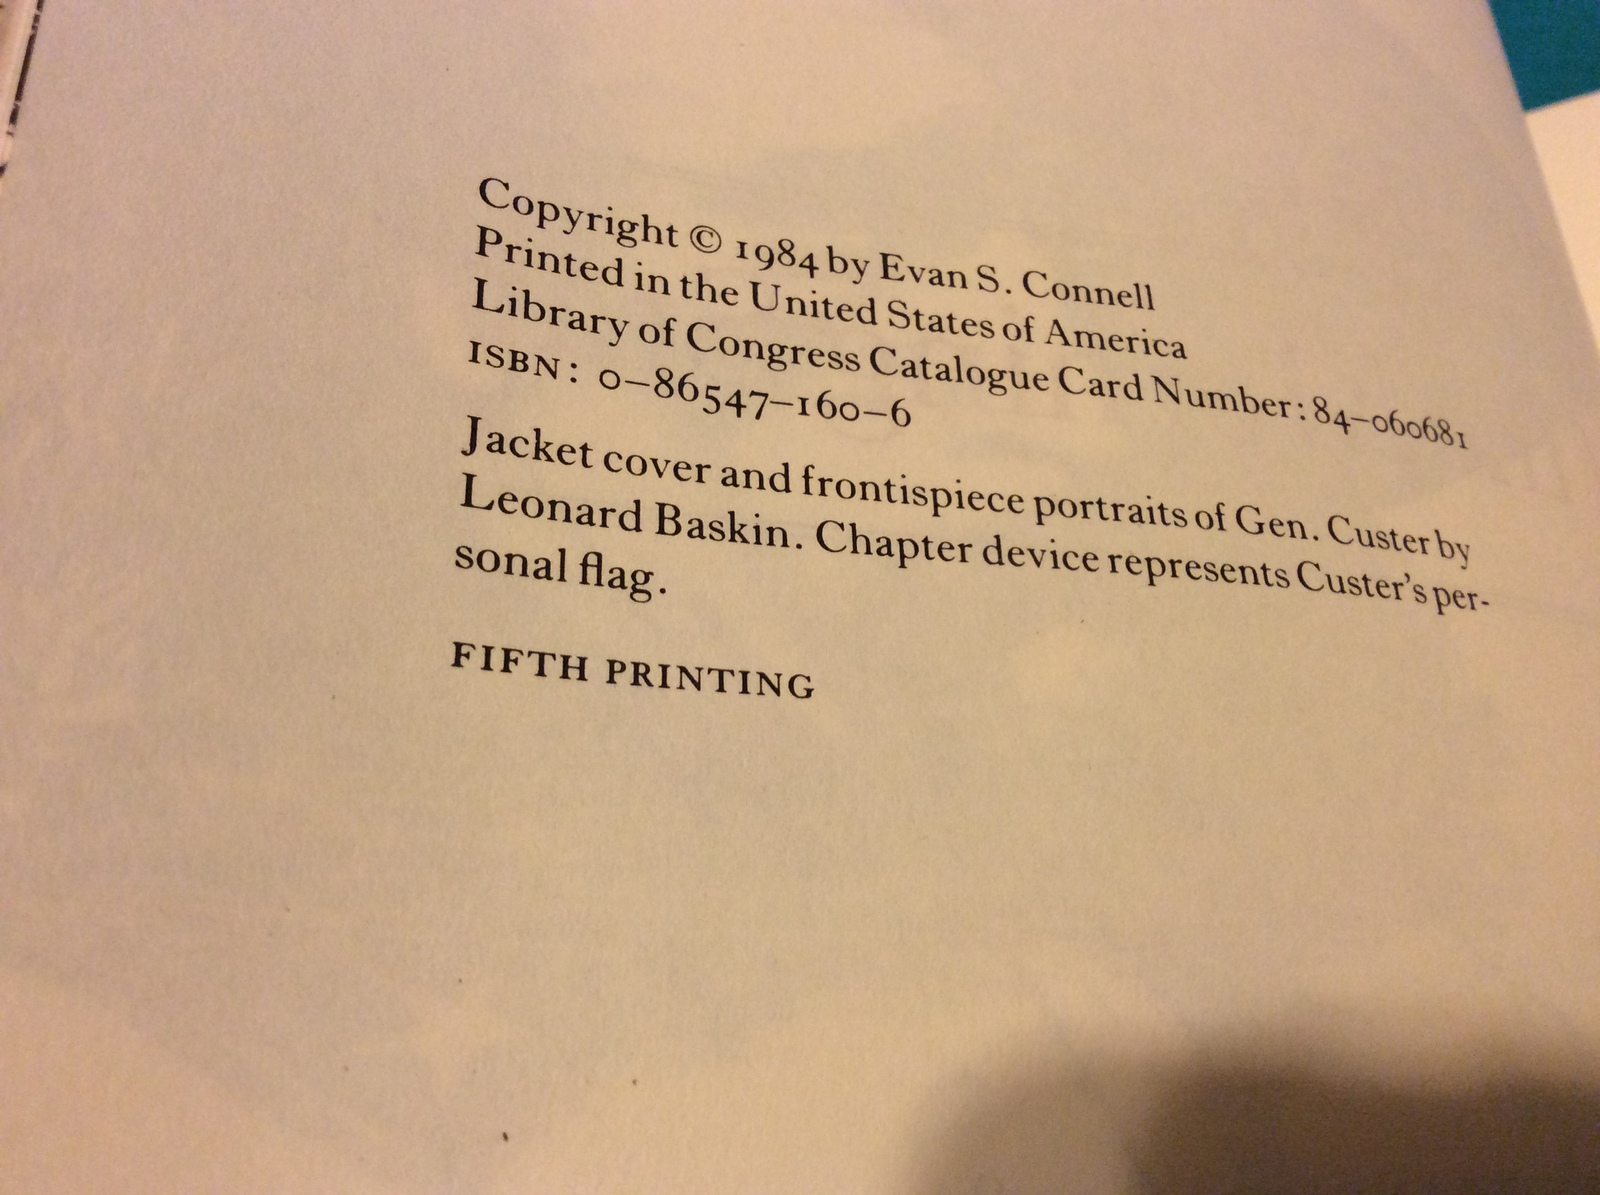 Copyright © 1984 by Evan S. Connell
Printed in the United States of America
Library of Congress Catalogue Card Number: 84–060681
ISBN: 0–86547–160–6
Jacket cover and frontispiece portraits of Gen. Custer by
Leonard Baskin. Chapter device represents Custer's per-
sonal flag.
FIFTH PRINTING